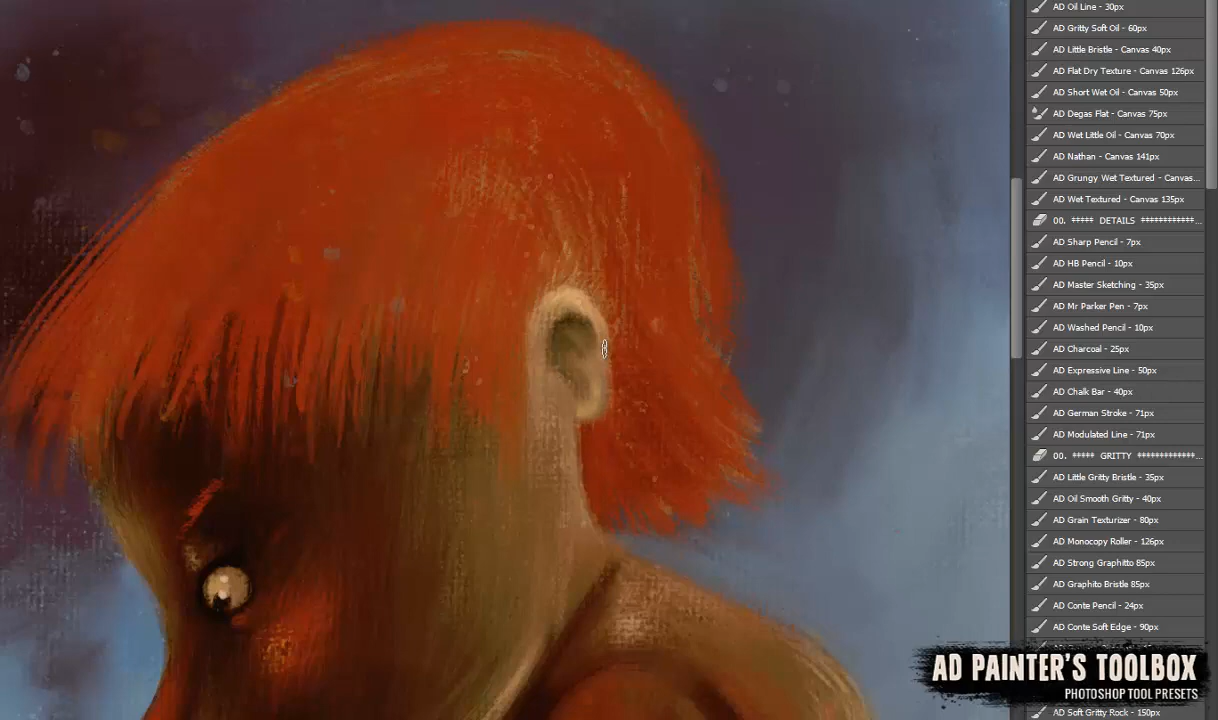 AD Oil Line - 30px
AD Gritty Soft Oil - 60px
AD Little Bristle - Canvas 40px
AD Flat Dry Texture - Canvas 126px
AD Short Wet Oil - Canvas 50px
AD Degas Flat - Canvas 75px
AD Wet Little Oil - Canvas 70px
AD Nathan - Canvas 141px
AD Grungy Wet Textured - Canvas...
AD Wet Textured - Canvas 135px
00. ***** DETAILS ************...
AD Sharp Pencil - 7px
AD HB Pencil - 10px
AD Master Sketching - 35px
AD Mr Parker Pen - 7px
AD Washed Pencil - 10px
AD Charcoal - 25px
AD Expressive Line - 50px
AD Chalk Bar - 40px
AD German Stroke - 71px
AD Modulated Line - 71px
00. ***** GRITTY *************...
AD Little Gritty Bristle - 35px
AD Oil Smooth Gritty - 40px
AD Grain Texturizer - 80px
AD Monocopy Roller - 126px
AD Strong Graphitto 85px
AD Graphito Bristle 85px
AD Conte Pencil - 24px
AD Conte Soft Edge - 90px
AD PAINTER'S TOOLBOX
PHOTOSHOP TOOL PRESETS
AD Soft Gritty Rock - 150px